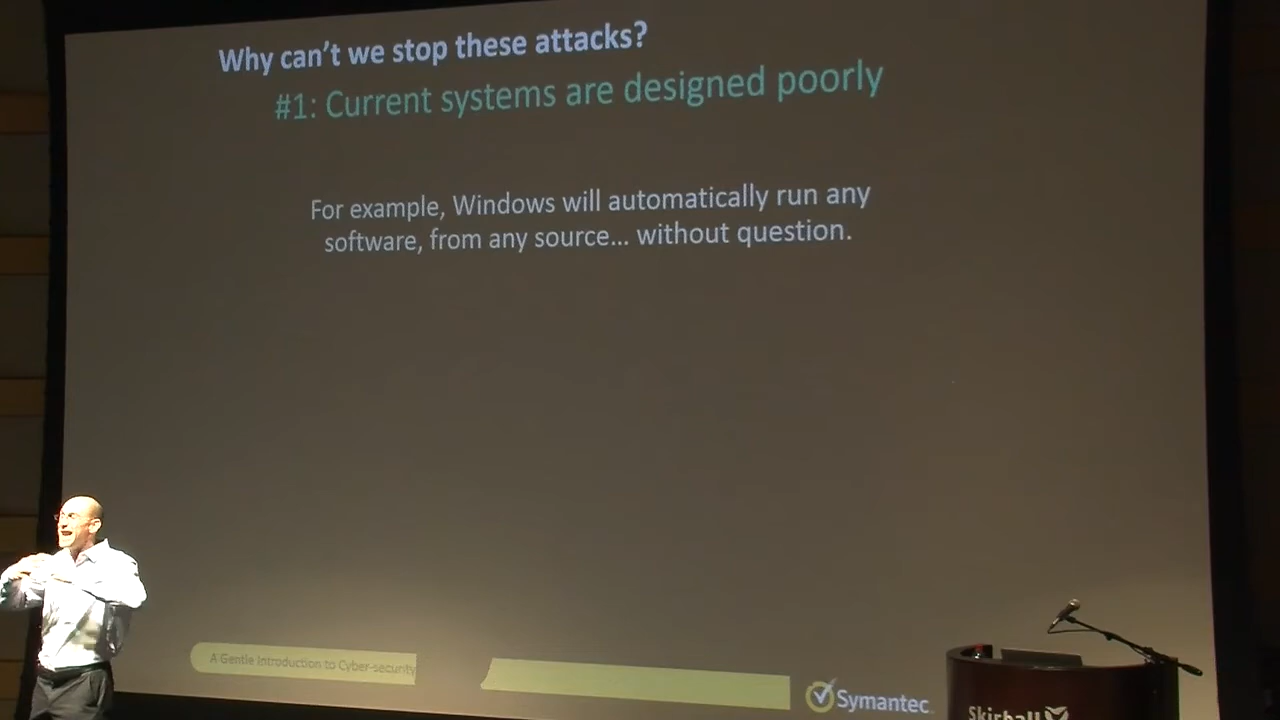 Why can't we stop these attacks?
#1: Current systems are designed poorly
For example, Windows will automatically run any
software, from any source... without question.
A Gentle Introduction to Cyber-security
Symantec
Skirball